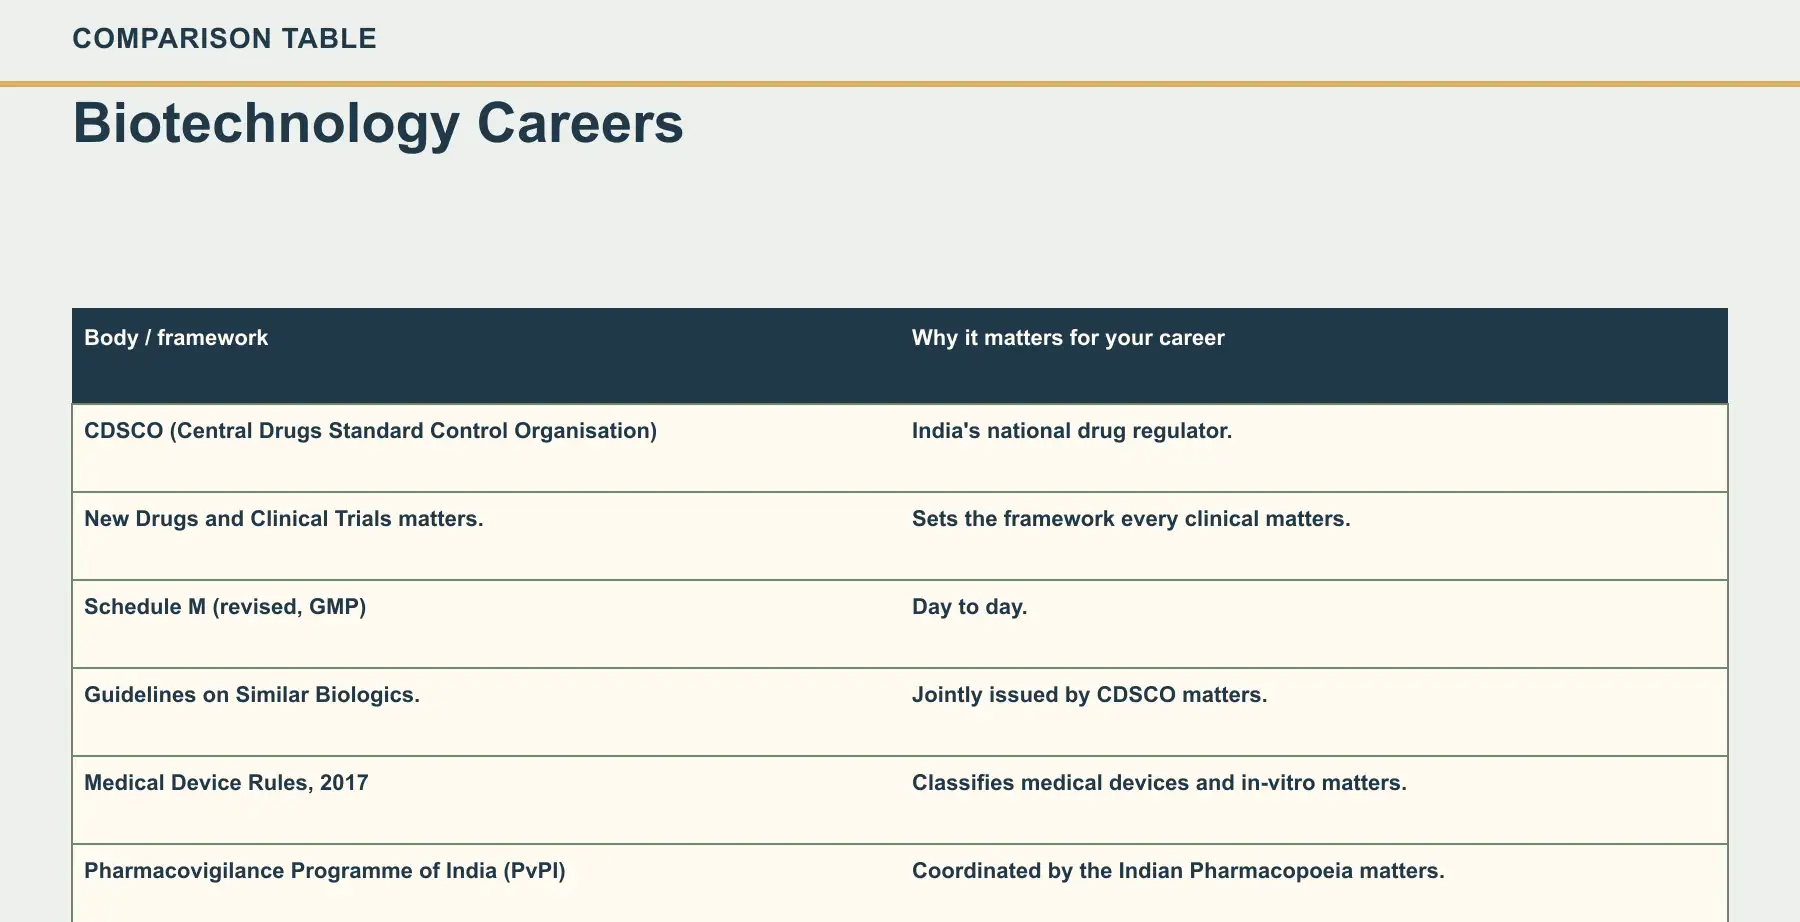 COMPARISON TABLE
Biotechnology Careers
Body / framework
Why it matters for your career
CDSCO (Central Drugs Standard Control Organisation)
India's national drug regulator.
New Drugs and Clinical Trials matters.
Sets the framework every clinical matters.
Schedule M (revised, GMP)
Day to day.
Guidelines on Similar Biologics.
Jointly issued by CDSCO matters.
Medical Device Rules, 2017
Classifies medical devices and in-vitro matters.
Pharmacovigilance Programme of India (PvPI)
Coordinated by the Indian Pharmacopoeia matters.